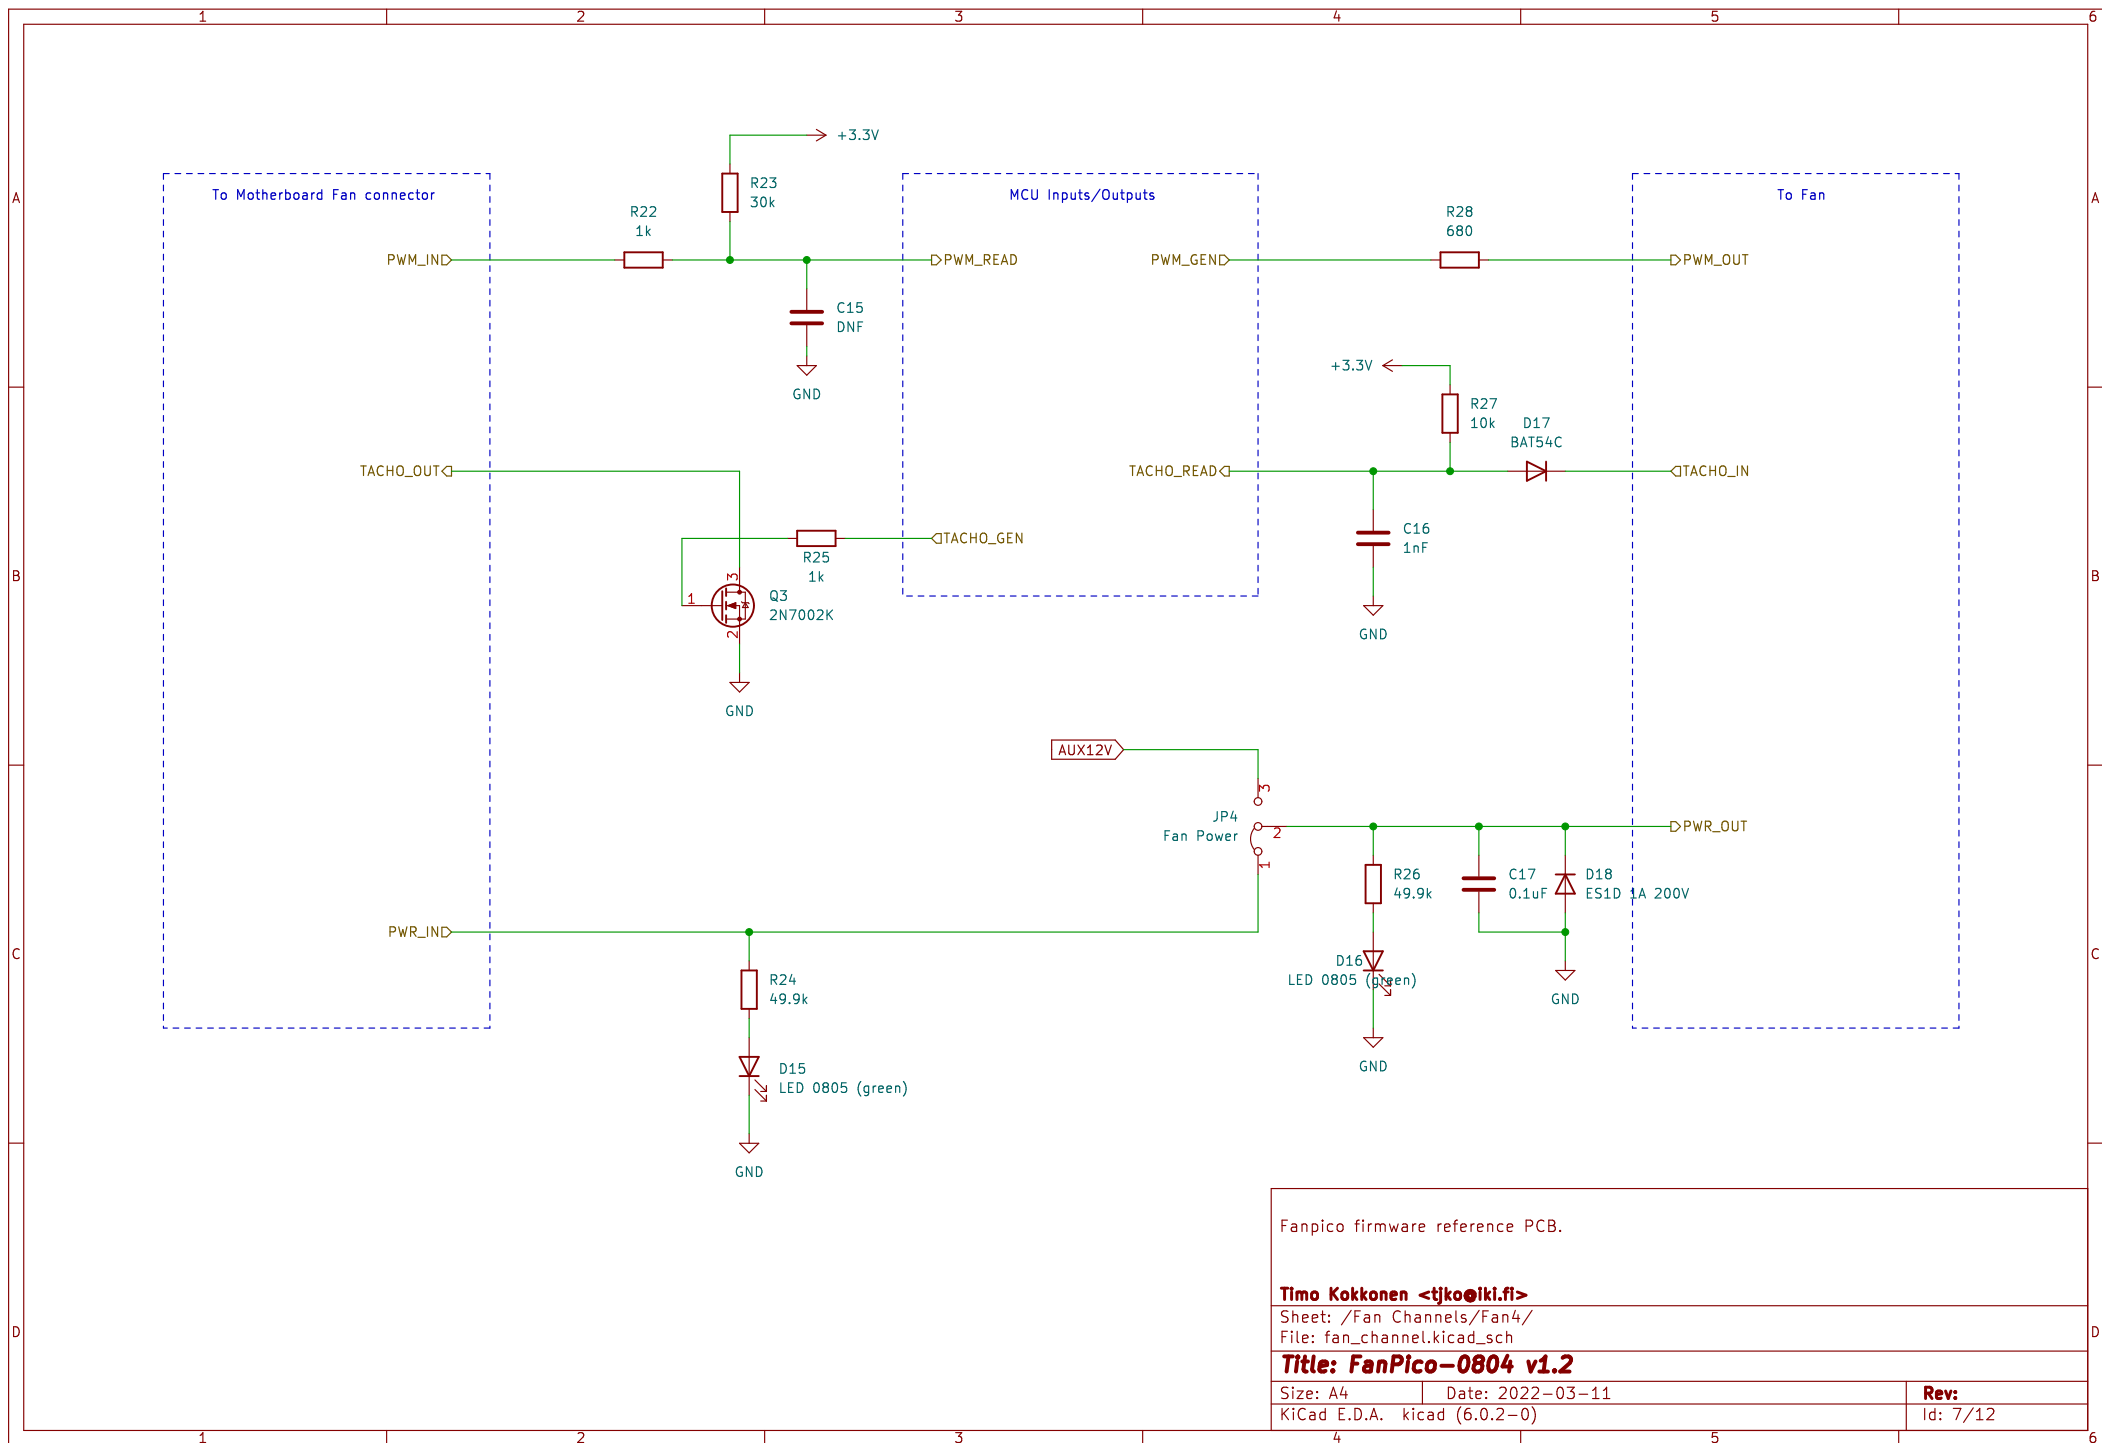 1 2 3 4 5 6
+3.3V
A A
To Motherboard Fan connector
MCU Inputs/Outputs
To Fan
R23
30k
R22
1k
R28
680
PWM_IN
PWM_READ
PWM_GEN
PWM_OUT
C15
DNF
GND
+3.3V
R27
10k
D17
BAT54C
TACHO_OUT
TACHO_READ
TACHO_IN
C16
1nF
TACHO_GEN
R25
1k
B B
3
1
2
Q3
2N7002K
GND
GND
AUX12V
3
JP4
Fan Power
2
1
PWR_OUT
R26
49.9k
C17
0.1uF
D18
ES1D 1A 200V
PWR_IN
C C
D16
LED 0805 (green)
GND
R24
49.9k
GND
D15
LED 0805 (green)
GND
Fanpico firmware reference PCB.
Timo Kokkonen <tjko@iki.fi>
Sheet: /Fan Channels/Fan4/
File: fan_channel.kicad_sch
D D
Title: FanPico-0804 v1.2
Size: A4 Date: 2022-03-11 Rev:
KiCad E.D.A. kicad (6.0.2-0) Id: 7/12
1 2 3 4 5 6